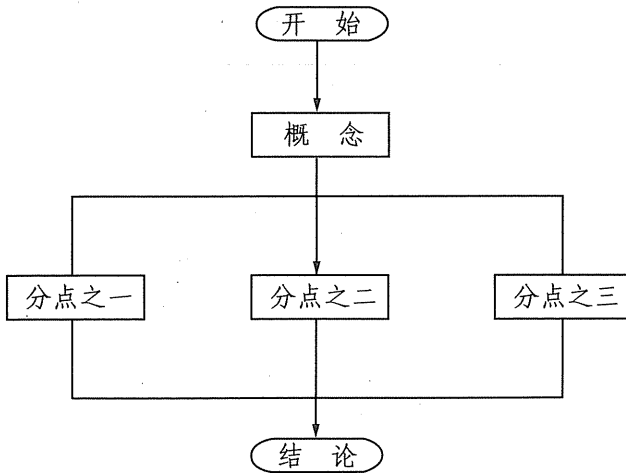 开 始
概 念
分点之一
分点之二
分点之三
结 论